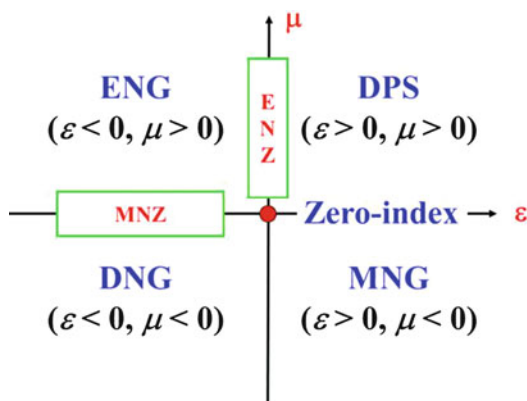 μ
ENG
(ε < 0, μ > 0)
E
N
Z
DPS
(ε > 0, μ > 0)
MNZ
Zero-index
ε
DNG
(ε < 0, μ < 0)
MNG
(ε > 0, μ < 0)